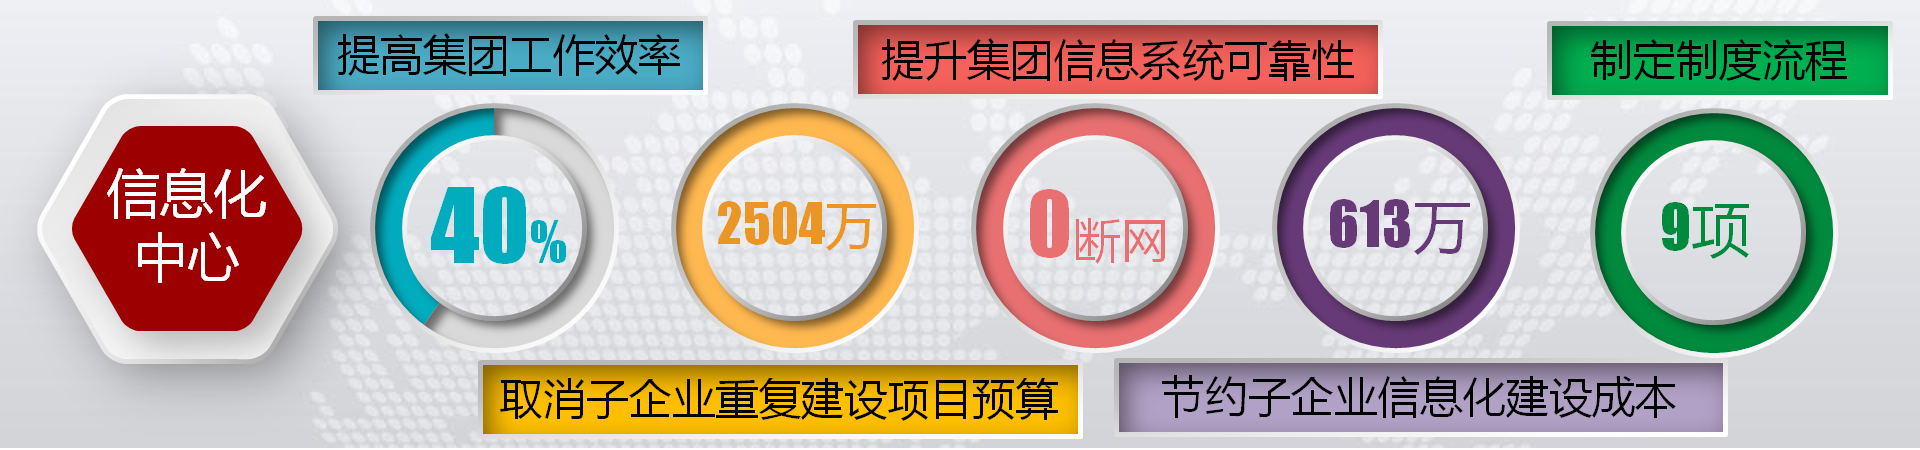 信息化
中心
提高集团工作效率
40%
2504万
取消子企业重复建设项目预算
提升集团信息系统可靠性
0断网
613万
节约子企业信息化建设成本
制定制度流程
9项